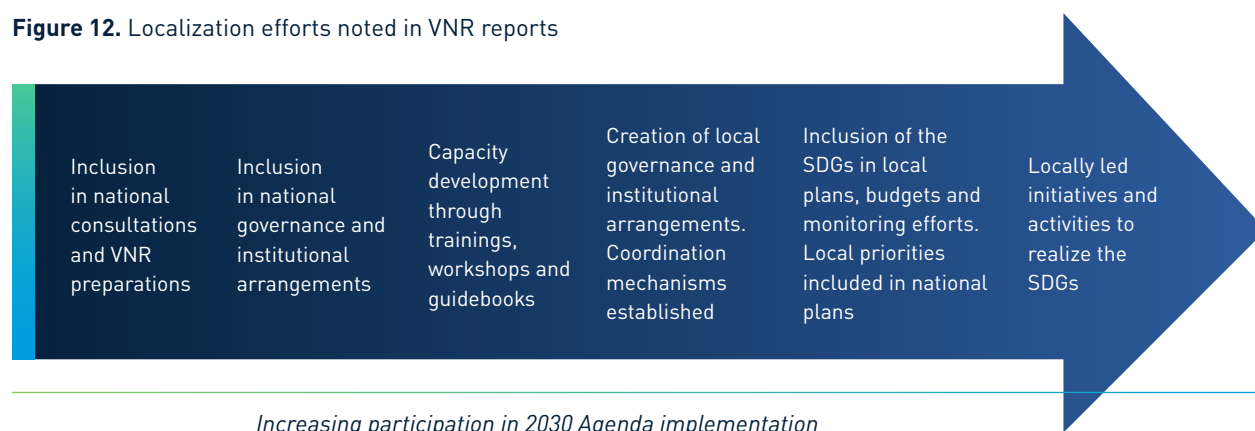 Figure 12. Localization efforts noted in VNR reports
Inclusion
in national
consultations
and VNR
preparations
Inclusion
in national
governance and
institutional
arrangements
Capacity
development
through
trainings,
workshops and
guidebooks
Creation of local
governance and
institutional
arrangements.
Coordination
mechanisms
established
Inclusion of the
SDGs in local
plans, budgets and
monitoring efforts.
Local priorities
included in national
plans
Locally led
initiatives and
activities to
realize the
SDGs
Increasing participation in 2030 Agenda implementation